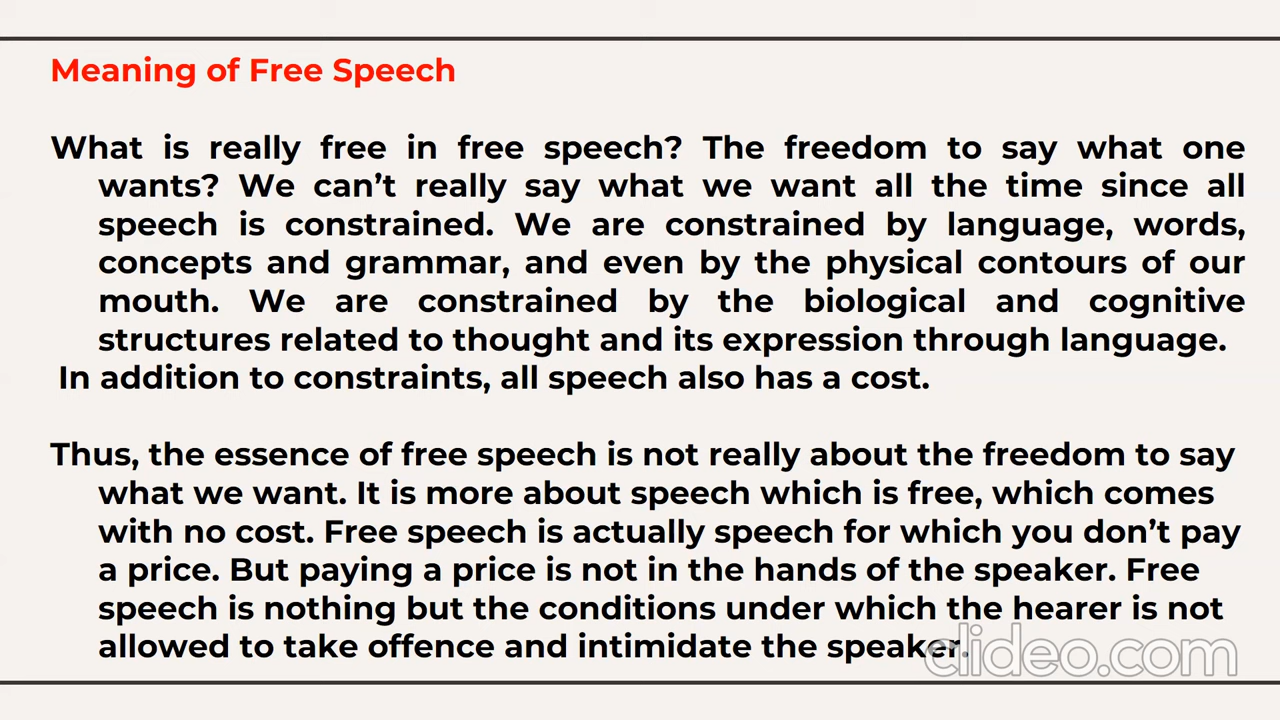 Meaning of Free Speech
What is really free in free speech? The freedom to say what one
wants? We can’t really say what we want all the time since all
speech is constrained. We are constrained by language, words,
concepts and grammar, and even by the physical contours of our
mouth. We are constrained by the biological and cognitive
structures related to thought and its expression through language.
In addition to constraints, all speech also has a cost.
Thus, the essence of free speech is not really about the freedom to say
what we want. It is more about speech which is free, which comes
with no cost. Free speech is actually speech for which you don’t pay
a price. But paying a price is not in the hands of the speaker. Free
speech is nothing but the conditions under which the hearer is not
allowed to take offence and intimidate the speaker.
clideo.com